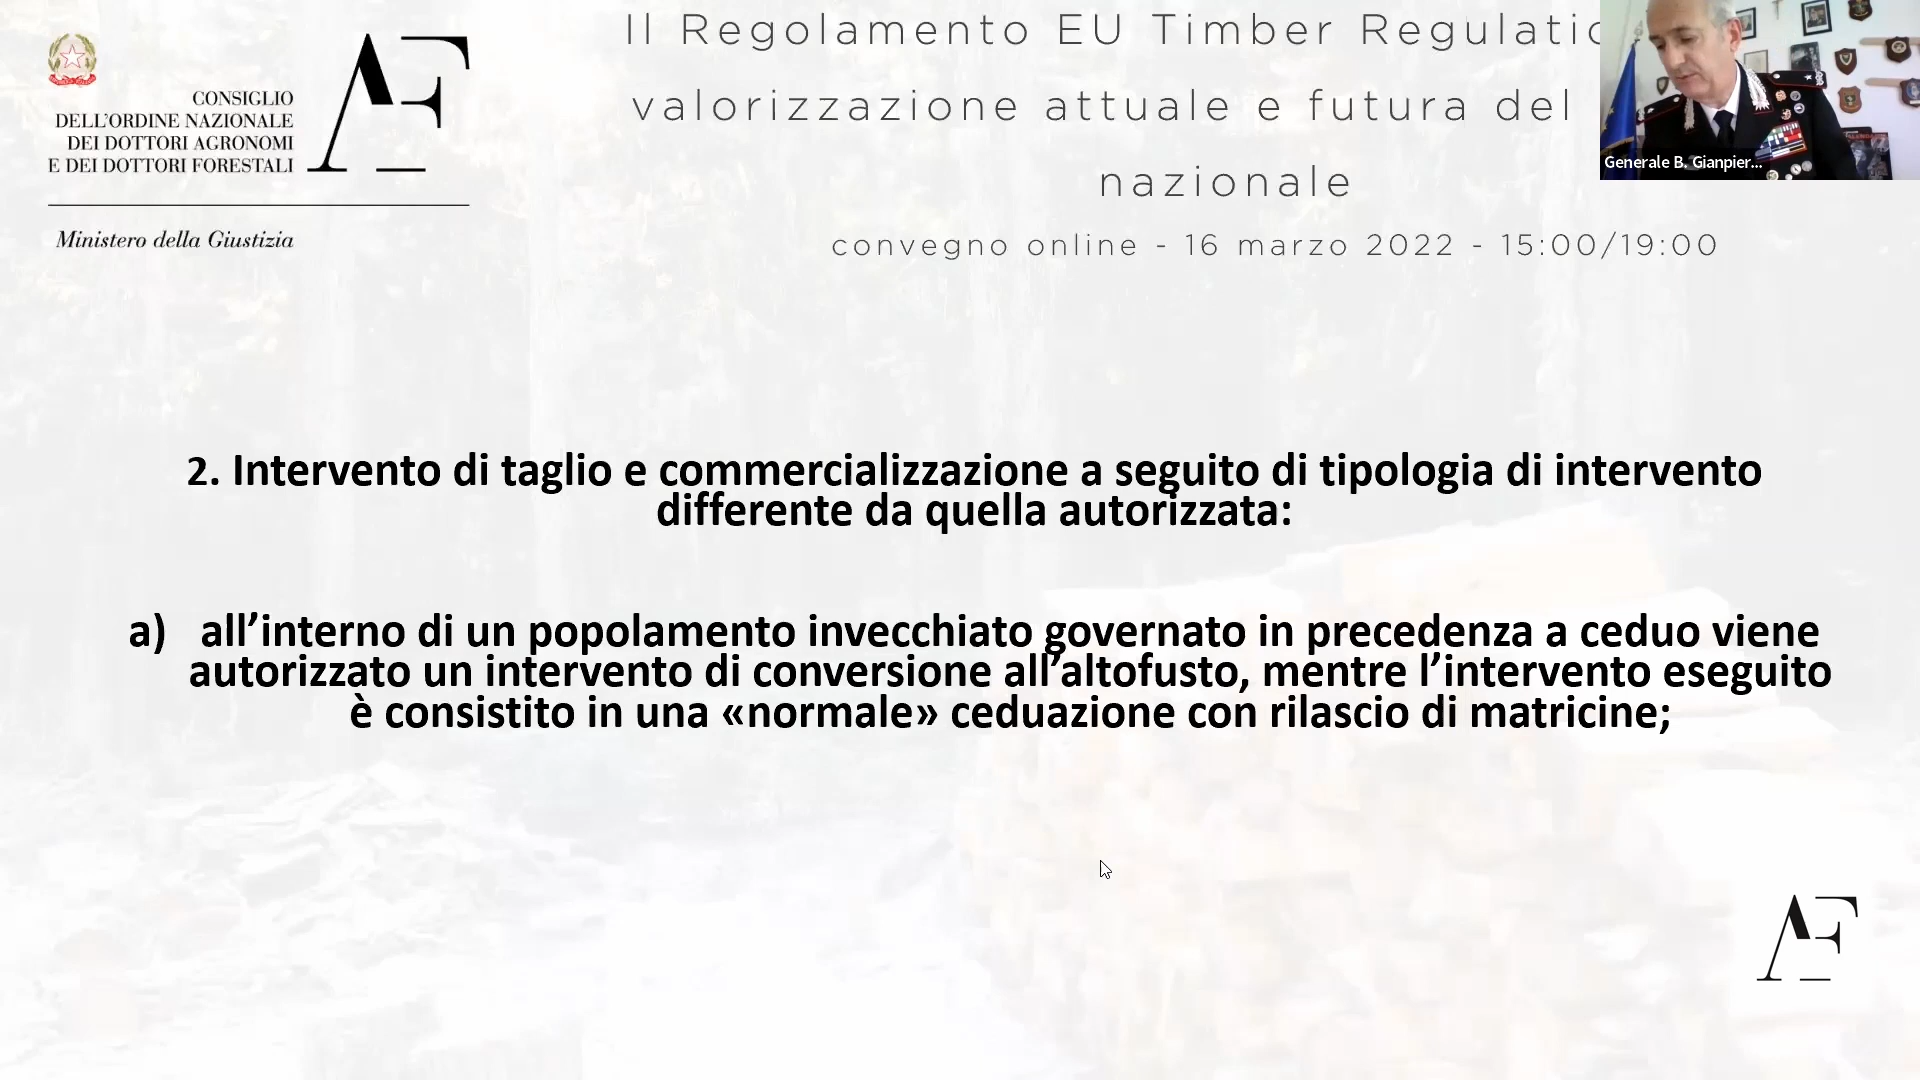 CONSIGLIO
DELL'ORDINE NAZIONALE
DEI DOTTORI AGRONOMI
E DEI DOTTORI FORESTALI
AF
Ministero della Giustizia
Il Regolamento EU Timber
valorizzazione attuale e futura del
nazionale
convegno online - 16 marzo 2022 - 15:00/19:00
Generale B. Gianpier...
2. Intervento di taglio e commercializzazione a seguito di tipologia di intervento
differente da quella autorizzata:
a) all’interno di un popolamento invecchiato governato in precedenza a ceduo viene
autorizzato un intervento di conversione all’altofusto, mentre l’intervento eseguito
è consistito in una «normale» ceduazione con rilascio di matricine;
AF